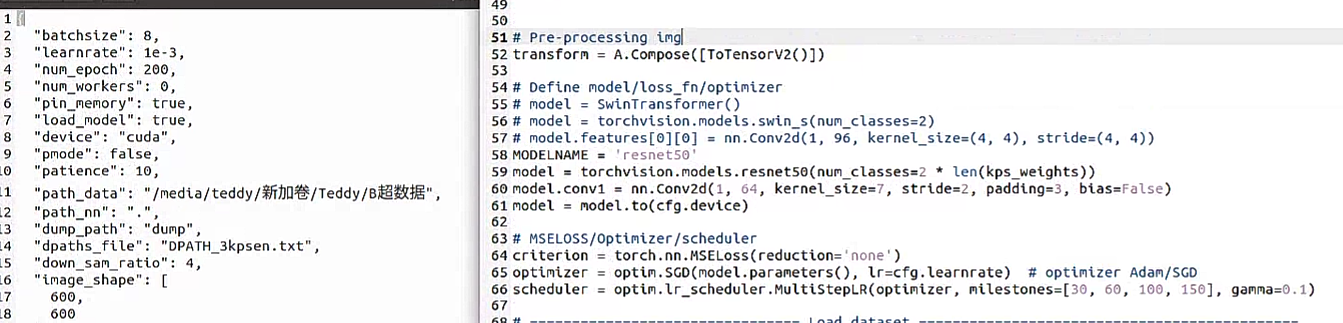 1 {
2 "batchsize": 8,
3 "learnrate": 1e-3,
4 "num_epoch": 200,
5 "num_workers": 0,
6 "pin_memory": true,
7 "load_model": true,
8 "device": "cuda",
9 "pmode": false,
10 "patience": 10,
11 "path_data": "/media/teddy/新加卷/Teddy/B超数据",
12 "path_nn": ".",
13 "dump_path": "dump",
14 "dpaths_file": "DPATH_3kpsen.txt",
15 "down_sam_ratio": 4,
16 "image_shape": [
17 600,
18 600
49
50
51 # Pre-processing img
52 transform = A.Compose([ToTensorV2()])
53
54 # Define model/loss_fn/optimizer
55 # model = SwinTransformer()
56 # model = torchvision.models.swin_s(num_classes=2)
57 # model.features[0][0] = nn.Conv2d(1, 96, kernel_size=(4, 4), stride=(4, 4))
58 MODELNAME = 'resnet50'
59 model = torchvision.models.resnet50(num_classes=2 * len(kps_weights))
60 model.conv1 = nn.Conv2d(1, 64, kernel_size=7, stride=2, padding=3, bias=False)
61 model = model.to(cfg.device)
62
63 # MSELOSS/Optimizer/scheduler
64 criterion = torch.nn.MSELoss(reduction='none')
65 optimizer = optim.SGD(model.parameters(), lr=cfg.learnrate)  # optimizer Adam/SGD
66 scheduler = optim.lr_scheduler.MultiStepLR(optimizer, milestones=[30, 60, 100, 150], gamma=0.1)
67
68 # -------------------------------- Load dataset ---------------------------------------------